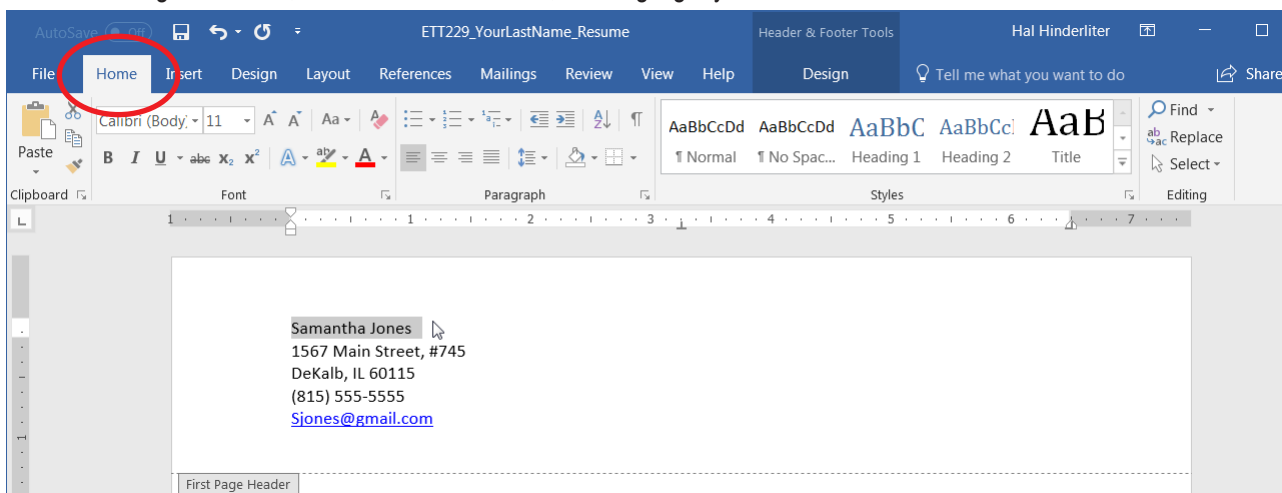 AutoSave Off ETT229_YourLastName_Resume Header & Footer Tools Hal Hinderliter
File Home Insert Design Layout References Mailings Review View Help Design Tell me what you want to do Share
Calibri (Body) 11 A A Aa A Z
AaBbCcDd AaBbCcDd AaBbC AaBbCc AaB
Find
Paste B I U abc X₂ X² A ab A
¶ Normal ¶ No Spac... Heading 1 Heading 2 Title
Replace
Select
Clipboard Font Paragraph Styles Editing
L 1 1 2 3 4 5 6 7
Samantha Jones
1567 Main Street, #745
DeKalb, IL 60115
(815) 555-5555
Sjones@gmail.com
1
First Page Header